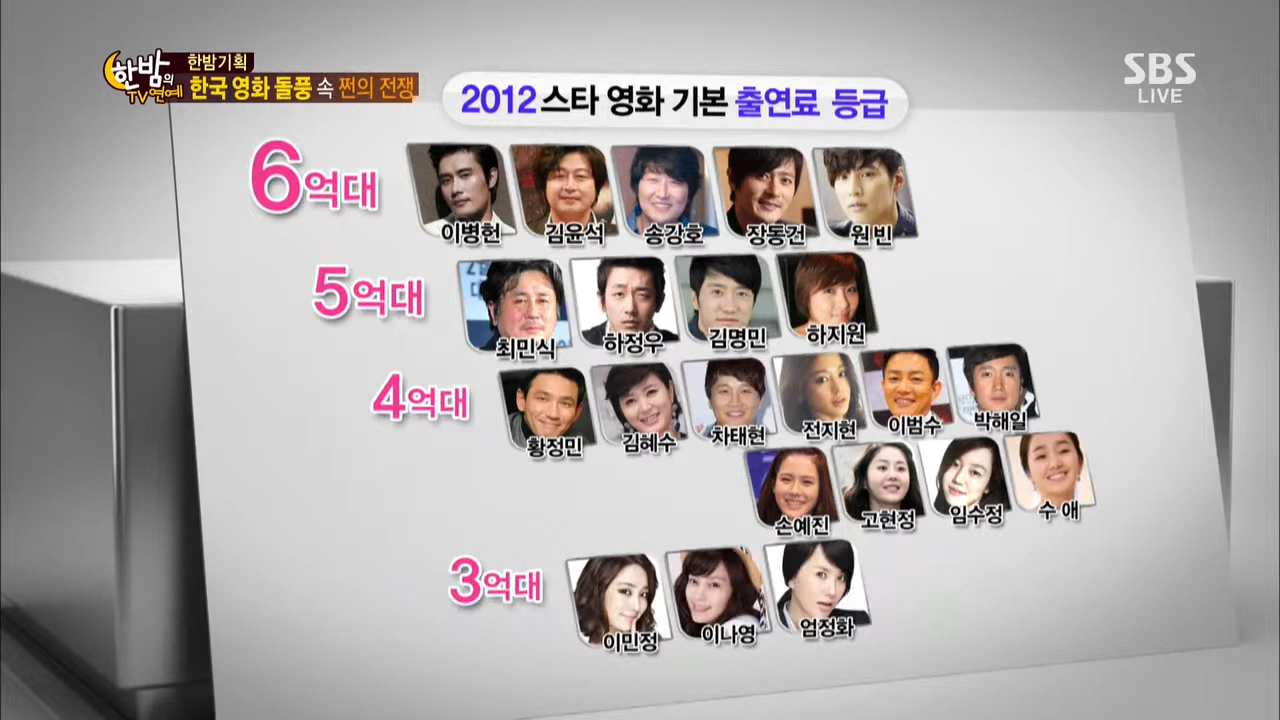 한밤의
TV연예
한밤기획
한국 영화 돌풍 속 쩐의 전쟁
SBS
LIVE
2012 스타 영화 기본 출연료 등급
6억대
이병헌 김윤석 송강호 장동건 원빈
5억대
최민식 하정우 김명민 하지원
4억대
황정민 김혜수 차태현 전지현 이범수 박해일
손예진 고현정 임수정 수애
3억대
이민정 이나영 엄정화